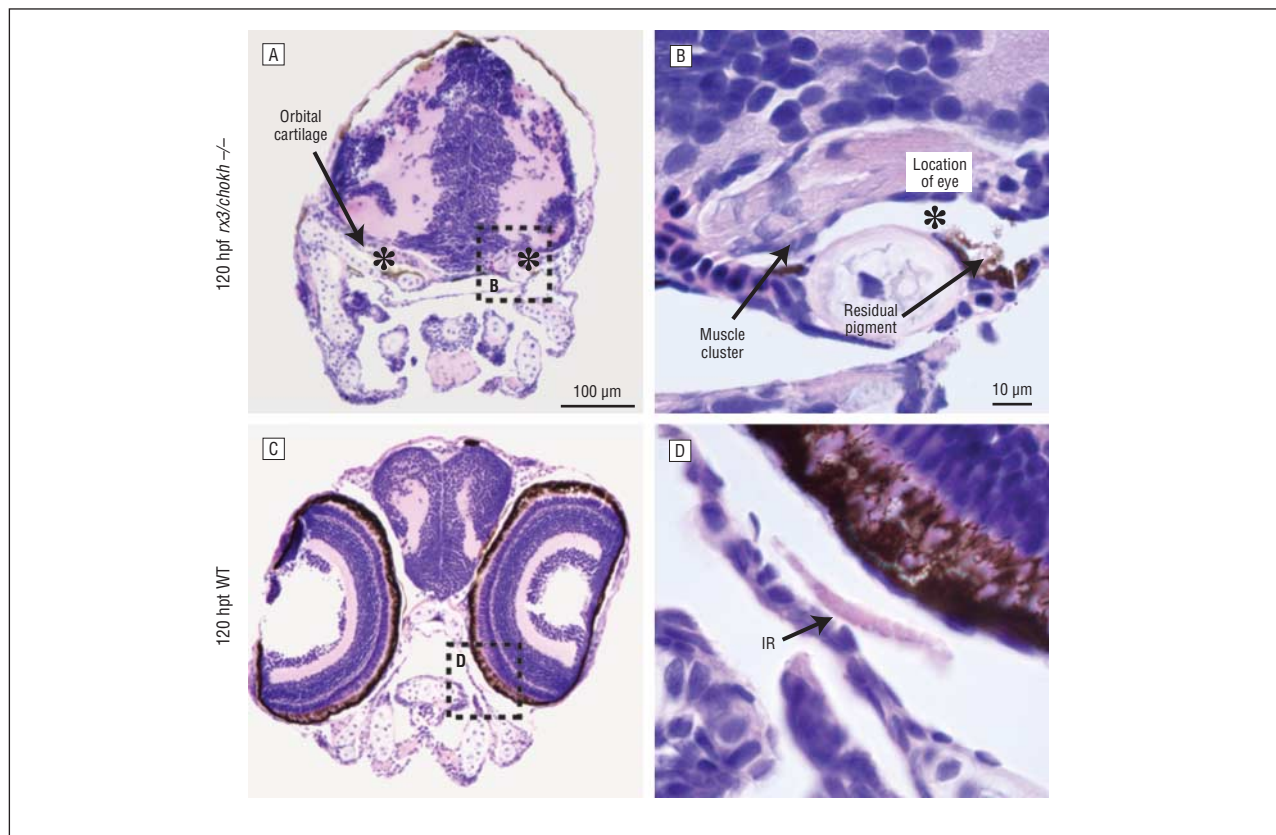 A
Orbital
cartilage
B
100 µm
120 hpf rx3/chokh –/–
B
Location
of eye
Muscle
cluster
Residual
pigment
10 µm
C
D
120 hpt WT
D
IR